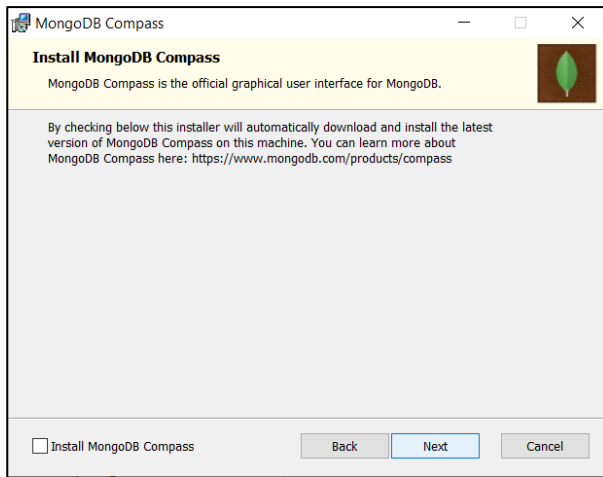 MongoDB Compass
Install MongoDB Compass
MongoDB Compass is the official graphical user interface for MongoDB.
By checking below this installer will automatically download and install the latest
version of MongoDB Compass on this machine. You can learn more about
MongoDB Compass here: https://www.mongodb.com/products/compass
Install MongoDB Compass
Back
Next
Cancel